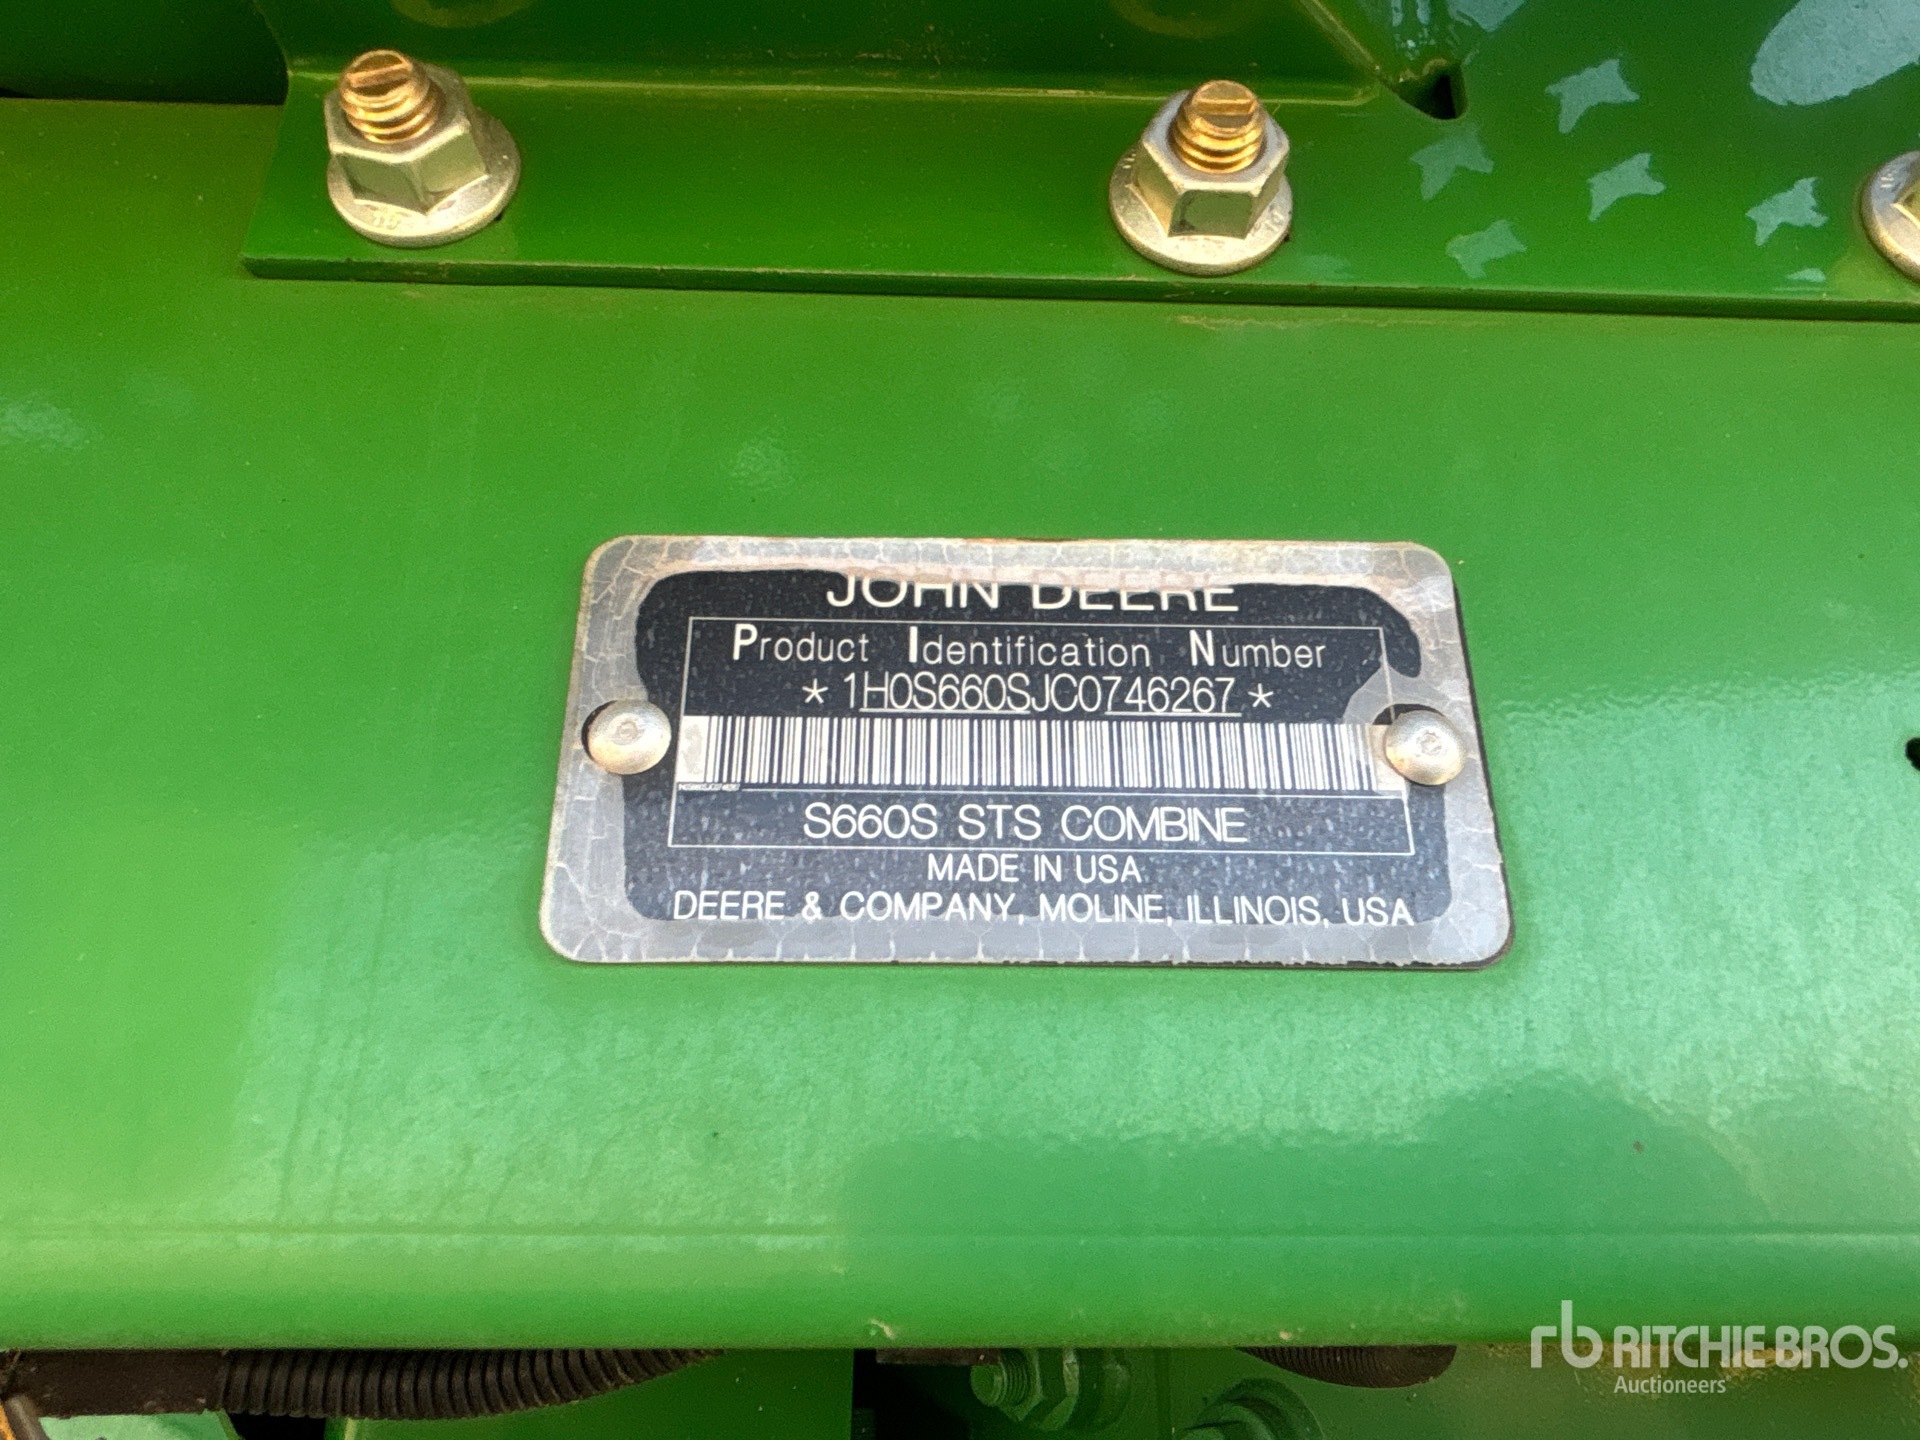 JOHN DEERE
Product Identification Number
*1H0S660SJC0746267*
S660S STS COMBINE
MADE IN USA
DEERE & COMPANY, MOLINE, ILLINOIS, USA
rb RITCHIE BROS.
Auctioneers